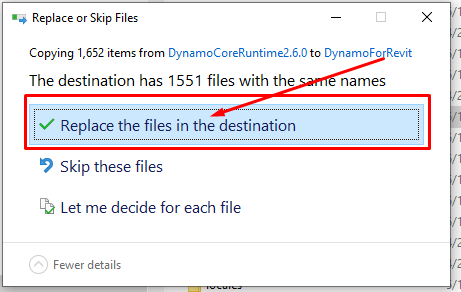 Replace or Skip Files
Copying 1,652 items from DynamoCoreRuntime2.6.0 to DynamoForRevit
The destination has 1551 files with the same names
Replace the files in the destination
Skip these files
Let me decide for each file
Fewer details